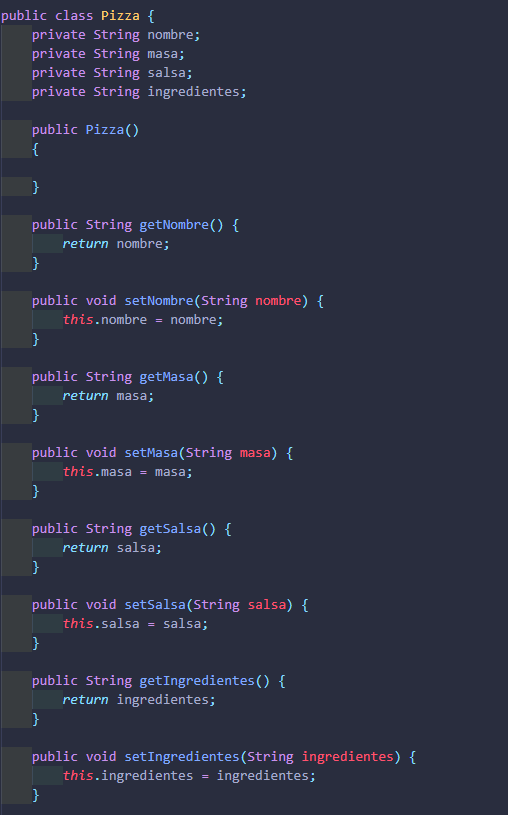 public class Pizza {
    private String nombre;
    private String masa;
    private String salsa;
    private String ingredientes;

    public Pizza()
    {

    }

    public String getNombre() {
        return nombre;
    }

    public void setNombre(String nombre) {
        this.nombre = nombre;
    }

    public String getMasa() {
        return masa;
    }

    public void setMasa(String masa) {
        this.masa = masa;
    }

    public String getSalsa() {
        return salsa;
    }

    public void setSalsa(String salsa) {
        this.salsa = salsa;
    }

    public String getIngredientes() {
        return ingredientes;
    }

    public void setIngredientes(String ingredientes) {
        this.ingredientes = ingredientes;
    }